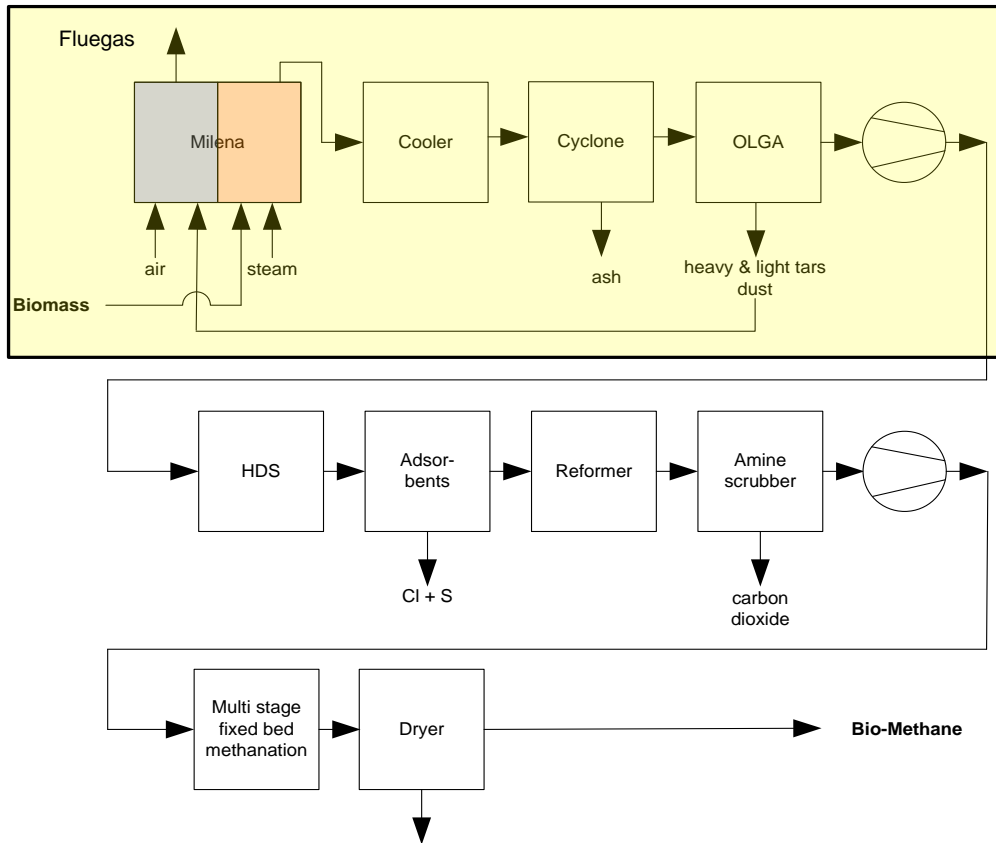 Fluegas
Milena
Cooler
Cyclone
OLGA
air
steam
ash
heavy & light tars
dust
Biomass
HDS
Adsor-
bents
Reformer
Amine
scrubber
Cl + S
carbon
dioxide
Multi stage
fixed bed
methanation
Dryer
Bio-Methane